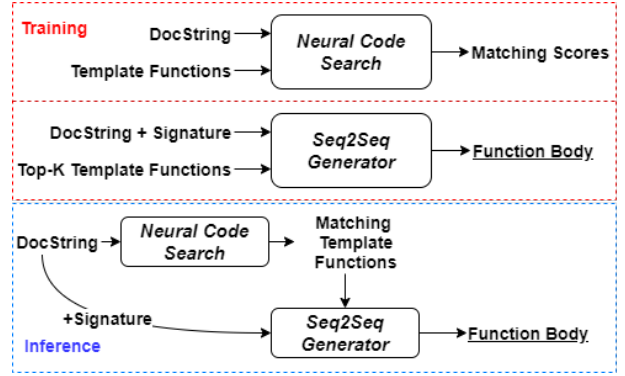 Training
DocString
Template Functions
Neural Code
Search
Matching Scores
DocString + Signature
Top-K Template Functions
Seq2Seq
Generator
Function Body
DocString
Neural Code
Search
Matching
Template
Functions
+Signature
Seq2Seq
Generator
Function Body
Inference